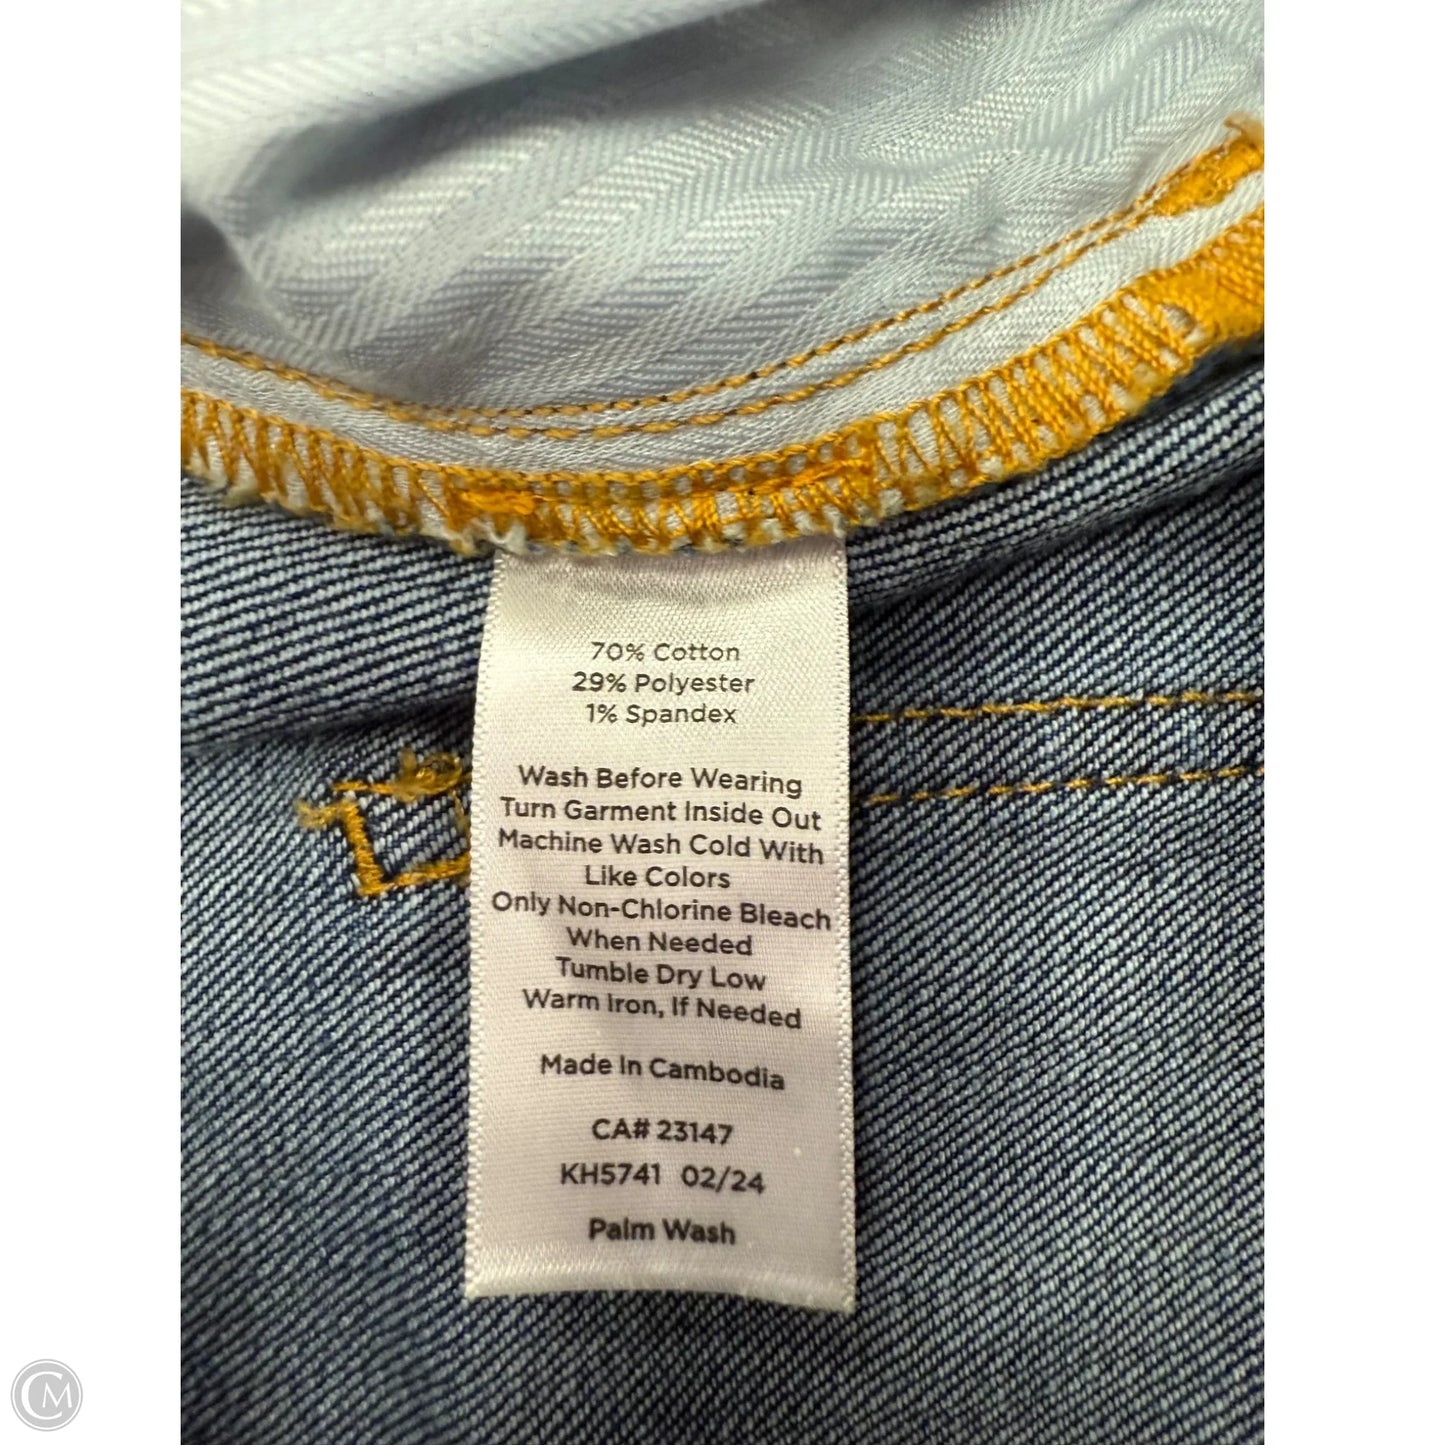 70% Cotton
29% Polyester
1% Spandex
Wash Before Wearing
Turn Garment Inside Out
Machine Wash Cold With
Like Colors
Only Non-Chlorine Bleach
When Needed
Tumble Dry Low
Warm Iron, If Needed
Made In Cambodia
CA# 23147
KH5741 02/24
Palm Wash
CM